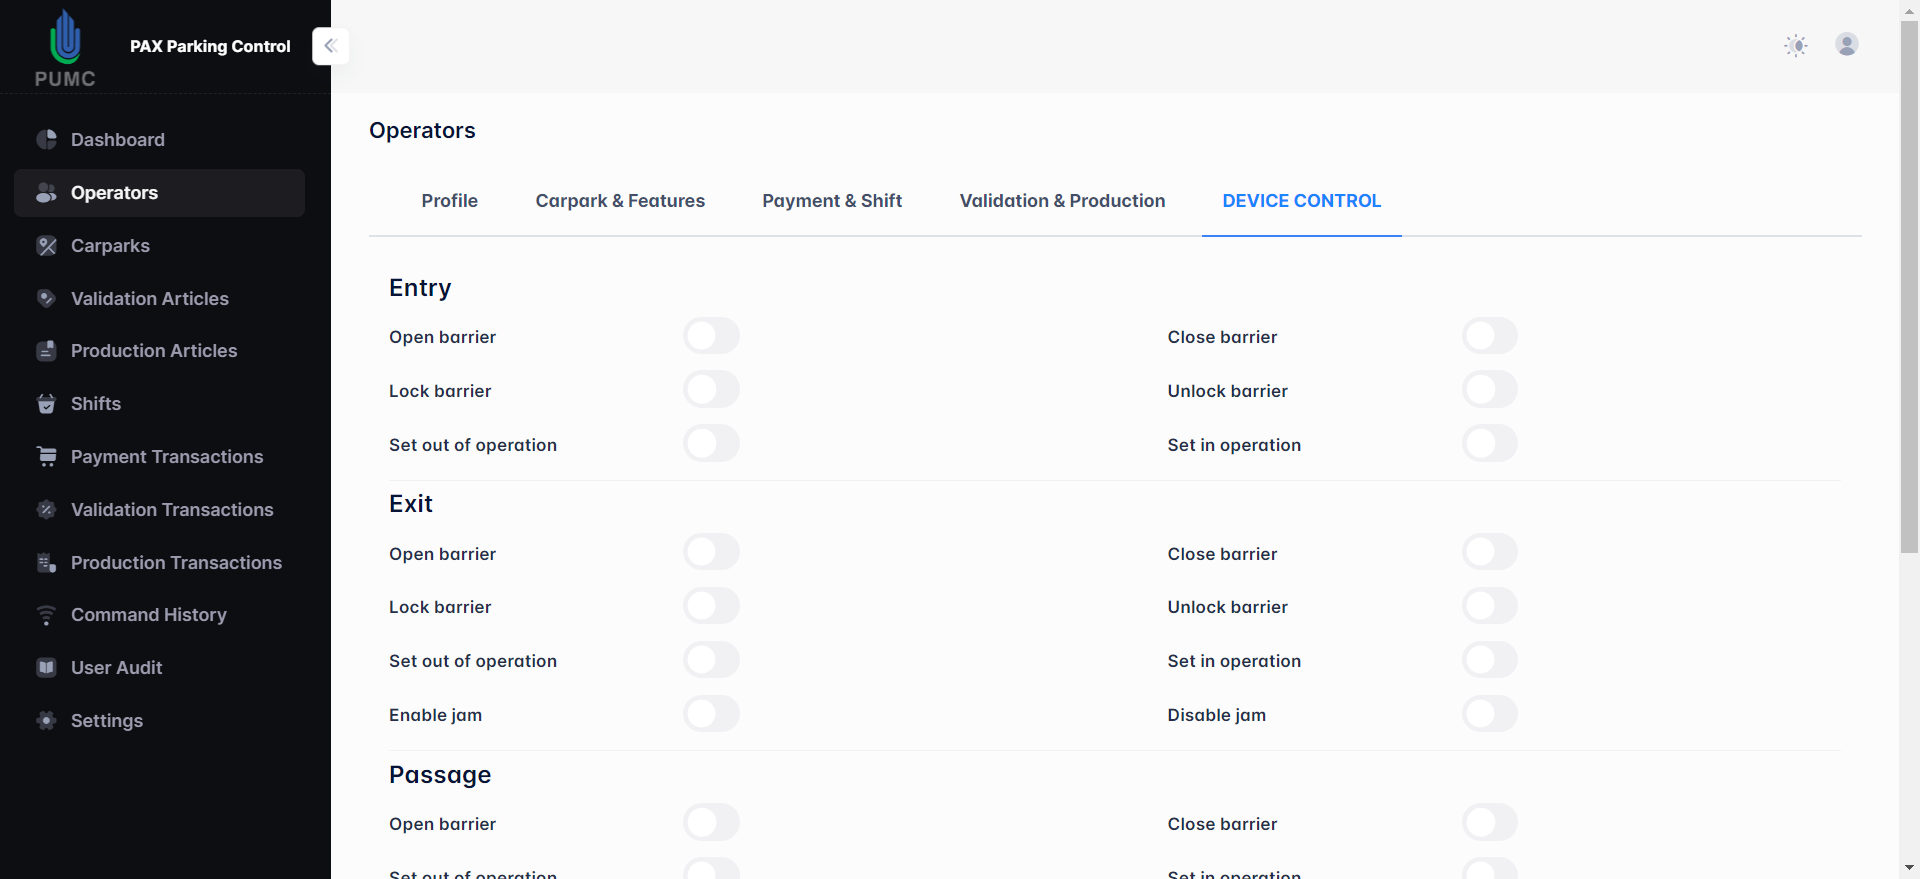 PUMC
PAX Parking Control
Dashboard
Operators
Carparks
Validation Articles
Production Articles
Shifts
Payment Transactions
Validation Transactions
Production Transactions
Command History
User Audit
Settings
Operators
Profile Carpark & Features Payment & Shift Validation & Production DEVICE CONTROL
Entry
Open barrier Close barrier
Lock barrier Unlock barrier
Set out of operation Set in operation
Exit
Open barrier Close barrier
Lock barrier Unlock barrier
Set out of operation Set in operation
Enable jam Disable jam
Passage
Open barrier Close barrier
Set out of operation Set in operation